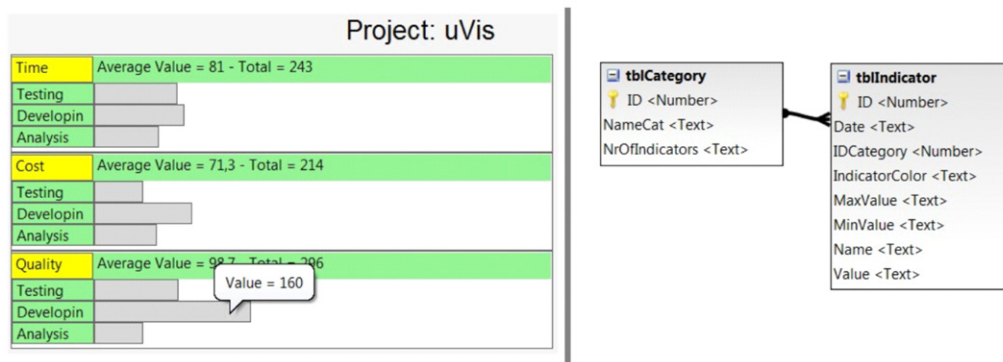 Project: uVis
Time Average Value = 81 - Total = 243
Testing
Developin
Analysis
Cost Average Value = 71,3 - Total = 214
Testing
Developin
Analysis
Quality Average Value = 98,7 - Total = 296
Value = 160
Testing
Developin
Analysis
tblCategory
ID <Number>
NameCat <Text>
NrOfIndicators <Text>
tblIndicator
ID <Number>
Date <Text>
IDCategory <Number>
IndicatorColor <Text>
MaxValue <Text>
MinValue <Text>
Name <Text>
Value <Text>